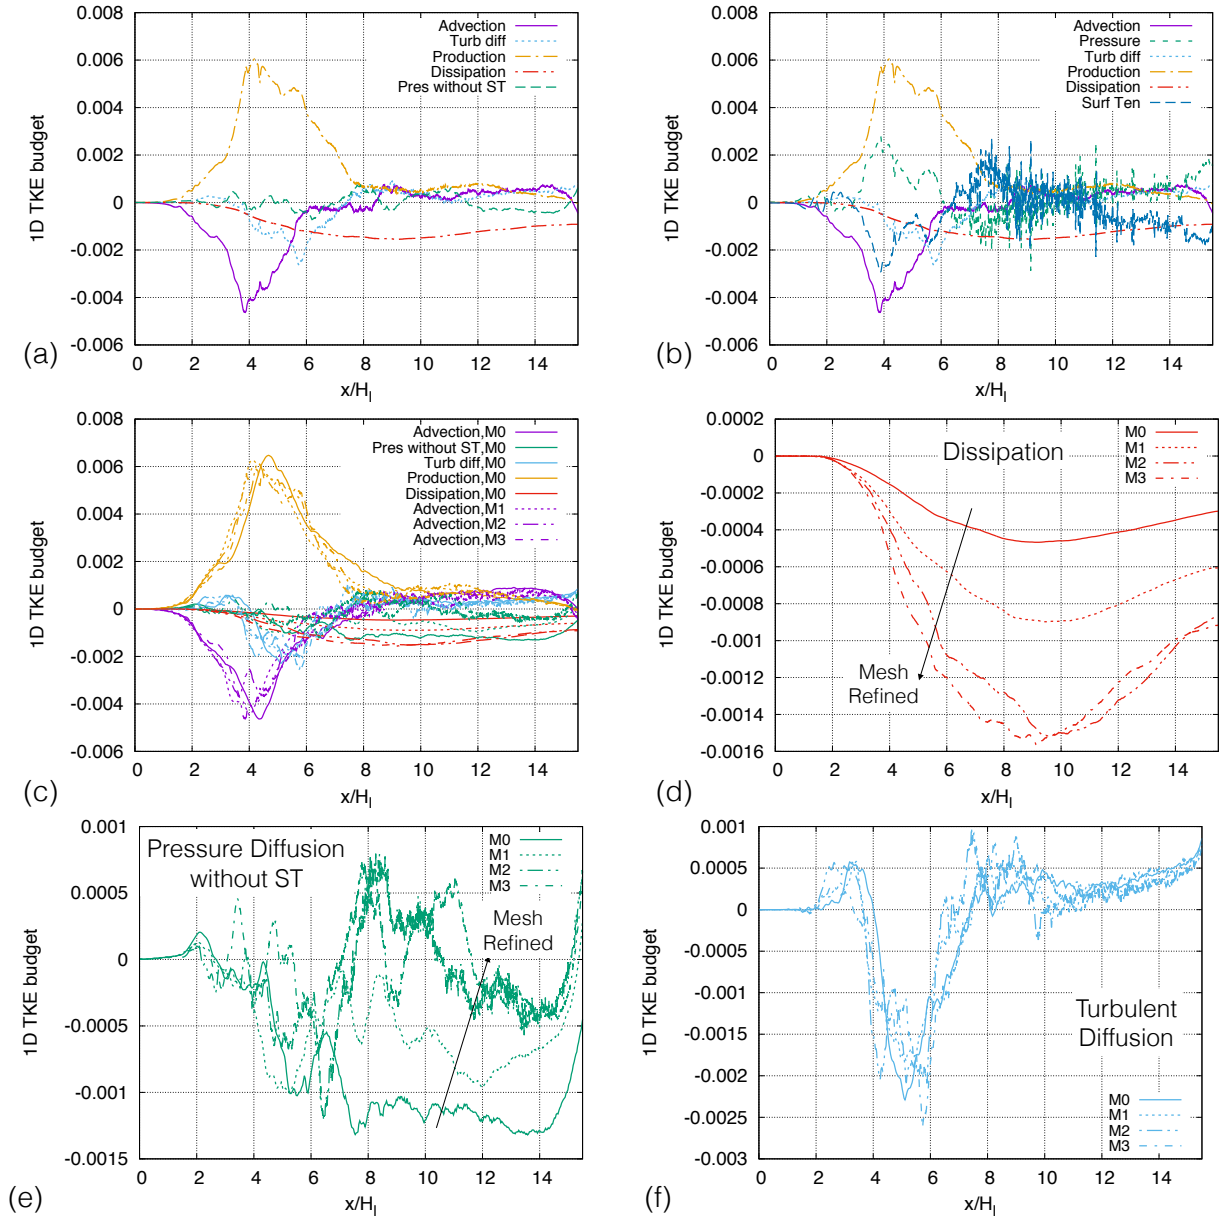 0.008
0.006
0.004
0.002
0
-0.002
-0.004
-0.006
1D TKE budget
Advection
Turb diff
Production
Dissipation
Pres without ST
0 2 4 6 8 10 12 14
x/H_l
(a)
0.008
0.006
0.004
0.002
0
-0.002
-0.004
-0.006
1D TKE budget
Advection
Pressure
Turb diff
Production
Dissipation
Surf Ten
0 2 4 6 8 10 12 14
x/H_l
(b)
0.008
0.006
0.004
0.002
0
-0.002
-0.004
-0.006
1D TKE budget
Advection,M0
Pres without ST,M0
Turb diff,M0
Production,M0
Dissipation,M0
Advection,M1
Advection,M2
Advection,M3
0 2 4 6 8 10 12 14
x/H_l
(c)
0.0002
0
-0.0002
-0.0004
-0.0006
-0.0008
-0.001
-0.0012
-0.0014
-0.0016
1D TKE budget
Dissipation
M0
M1
M2
M3
Mesh
Refined
0 2 4 6 8 10 12 14
x/H_l
(d)
0.001
0.0005
0
-0.0005
-0.001
-0.0015
1D TKE budget
Pressure Diffusion
without ST
M0
M1
M2
M3
Mesh
Refined
0 2 4 6 8 10 12 14
x/H_l
(e)
0.001
0.0005
0
-0.0005
-0.001
-0.0015
-0.002
-0.0025
-0.003
1D TKE budget
Turbulent
Diffusion
M0
M1
M2
M3
0 2 4 6 8 10 12 14
x/H_l
(f)